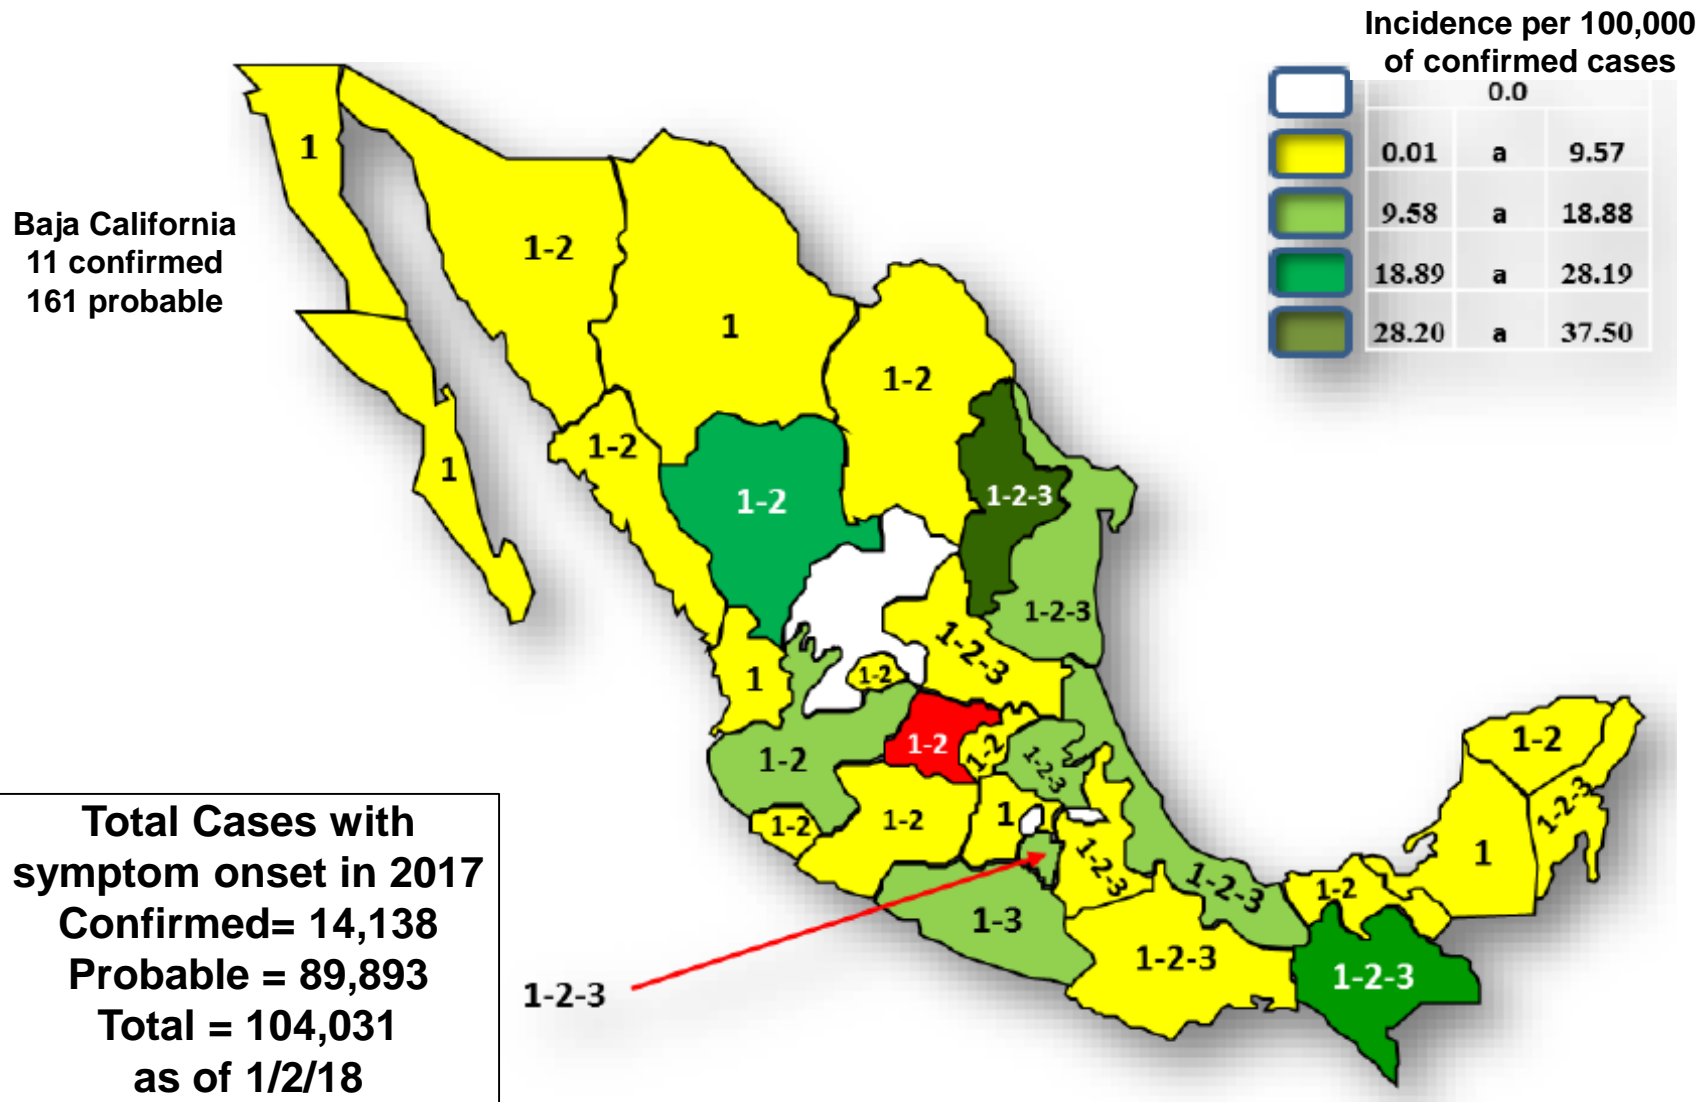 Incidence per 100,000
of confirmed cases
0.0
0.01 a 9.57
9.58 a 18.88
18.89 a 28.19
28.20 a 37.50
Baja California
11 confirmed
161 probable
1
1-2
1
1-2
1
1-2
1-2
1-2-3
1-2-3
1-2-3
1
1-2
1-2
1-2
1-2
1-2-3
1-2
1-2
1
1-2-3
1-2-3
1-3
1-2-3
1-2-3
1-2
1-2-3
1
1-2
1-2-3
1-2-3
Total Cases with
symptom onset in 2017
Confirmed= 14,138
Probable = 89,893
Total = 104,031
as of 1/2/18